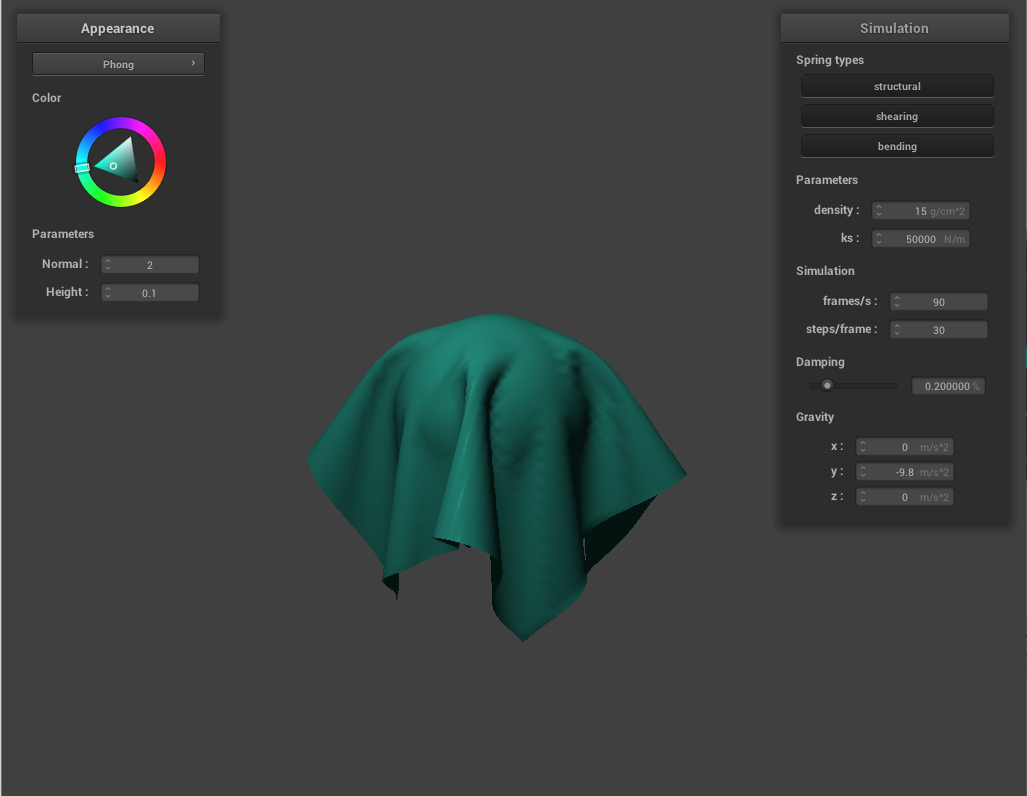 Appearance
Phong
Color
Parameters
Normal : 2
Height : 0.1
Simulation
Spring types
structural
shearing
bending
Parameters
density : 15 g/cm^2
ks : 50000 N/m
Simulation
frames/s : 90
steps/frame : 30
Damping
0.200000 %
Gravity
x : 0 m/s^2
y : -9.8 m/s^2
z : 0 m/s^2